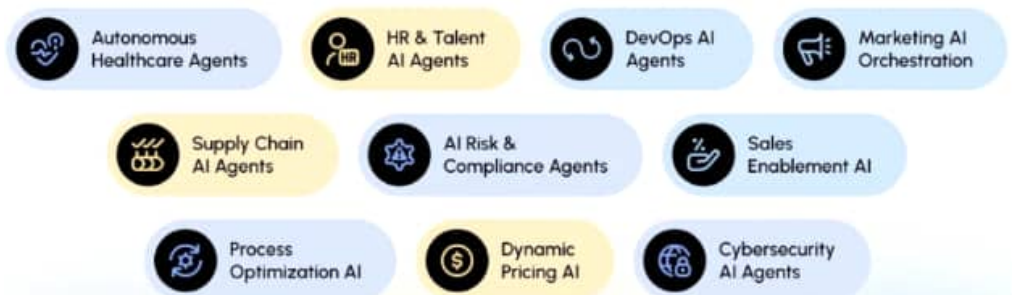 Autonomous
Healthcare Agents
HR & Talent
AI Agents
HR
DevOps AI
Agents
Marketing AI
Orchestration
Supply Chain
AI Agents
AI Risk &
Compliance Agents
%
Sales
Enablement AI
Process
Optimization AI
$
Dynamic
Pricing AI
Cybersecurity
AI Agents